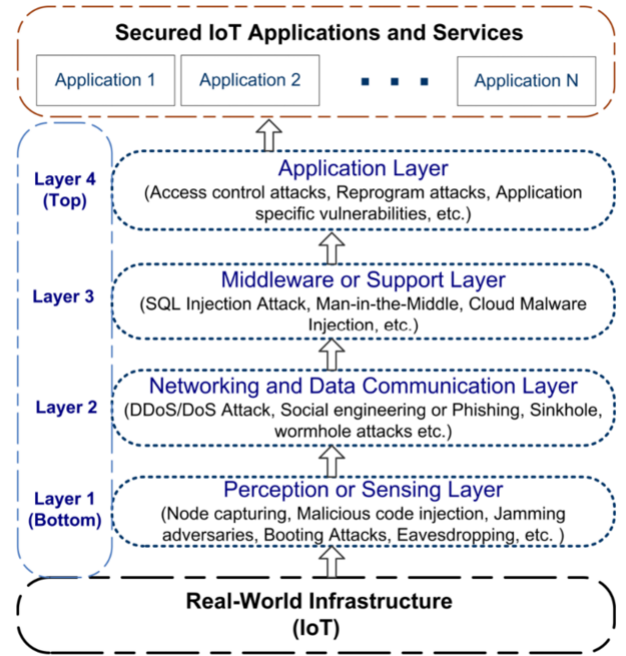 Secured IoT Applications and Services
Application 1
Application 2
Application N
Layer 4
(Top)
Application Layer
(Access control attacks, Reprogram attacks, Application
specific vulnerabilities, etc.)
Layer 3
Middleware or Support Layer
(SQL Injection Attack, Man-in-the-Middle, Cloud Malware
Injection, etc.)
Layer 2
Networking and Data Communication Layer
(DDoS/DoS Attack, Social engineering or Phishing, Sinkhole,
wormhole attacks etc.)
Layer 1
(Bottom)
Perception or Sensing Layer
(Node capturing, Malicious code injection, Jamming
adversaries, Booting Attacks, Eavesdropping, etc. )
Real-World Infrastructure
(IoT)